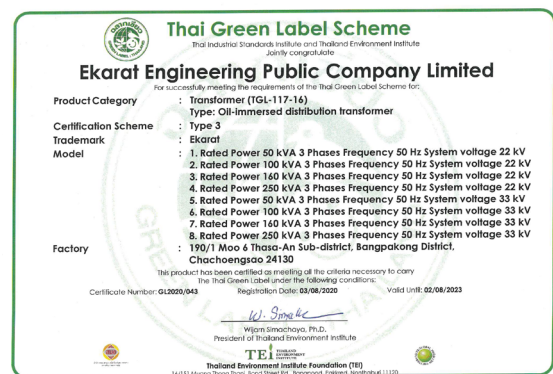 Thai Green Label Scheme
Thai Industrial Standards Institute and Thailand Environment Institute
Jointly congratulate
Ekarat Engineering Public Company Limited
For successfully meeting the requirements of the Thai Green Label Scheme for:
Product Category : Transformer (TGL-117-16)
Type: Oil-immersed distribution transformer
Certification Scheme : Type 3
Trademark : Ekarat
Model : 1. Rated Power 50 kVA 3 Phases Frequency 50 Hz System voltage 22 kV
2. Rated Power 100 kVA 3 Phases Frequency 50 Hz System voltage 22 kV
3. Rated Power 160 kVA 3 Phases Frequency 50 Hz System voltage 22 kV
4. Rated Power 250 kVA 3 Phases Frequency 50 Hz System voltage 22 kV
5. Rated Power 50 kVA 3 Phases Frequency 50 Hz System voltage 33 kV
6. Rated Power 100 kVA 3 Phases Frequency 50 Hz System voltage 33 kV
7. Rated Power 160 kVA 3 Phases Frequency 50 Hz System voltage 33 kV
8. Rated Power 250 kVA 3 Phases Frequency 50 Hz System voltage 33 kV
Factory : 190/1 Moo 6 Thasa-An Sub-district, Bangpakong District,
Chachoengsao 24130
This product has been certified as meeting all the criteria necessary to carry
The Thai Green Label under the following conditions:
Certificate Number: GL2020/043 Registration Date: 03/08/2020 Valid Until: 02/08/2023
Wijarn Simachaya, Ph.D.
President of Thailand Environment Institute
TEI THAILAND ENVIRONMENT INSTITUTE
Thailand Environment Institute Foundation (TEI)